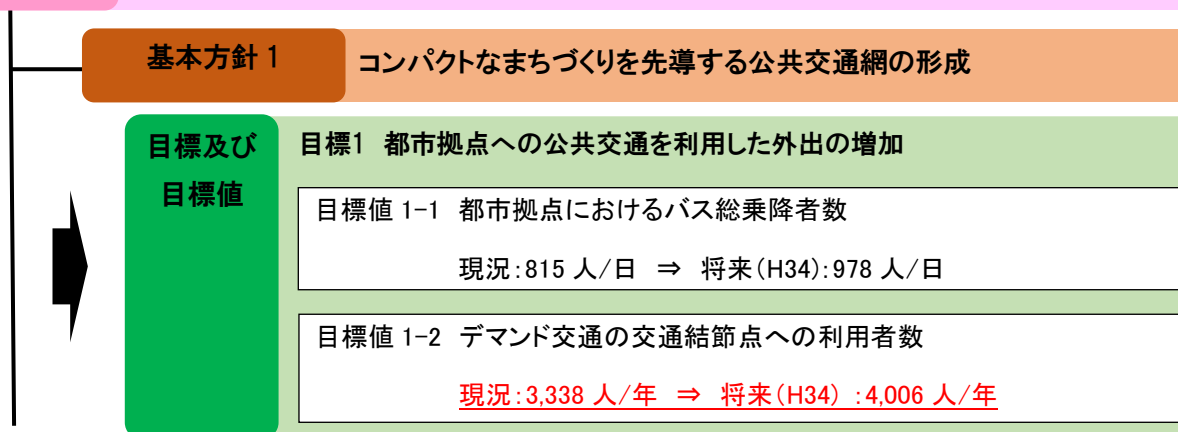 基本方針1
コンパクトなまちづくりを先導する公共交通網の形成
目標及び
目標値
目標1 都市拠点への公共交通を利用した外出の増加
目標値 1-1 都市拠点におけるバス総乗降者数
現況:815 人/日 ⇒ 将来(H34):978 人/日
目標値 1-2 デマンド交通の交通結節点への利用者数
現況:3,338 人/年 ⇒ 将来(H34) :4,006 人/年